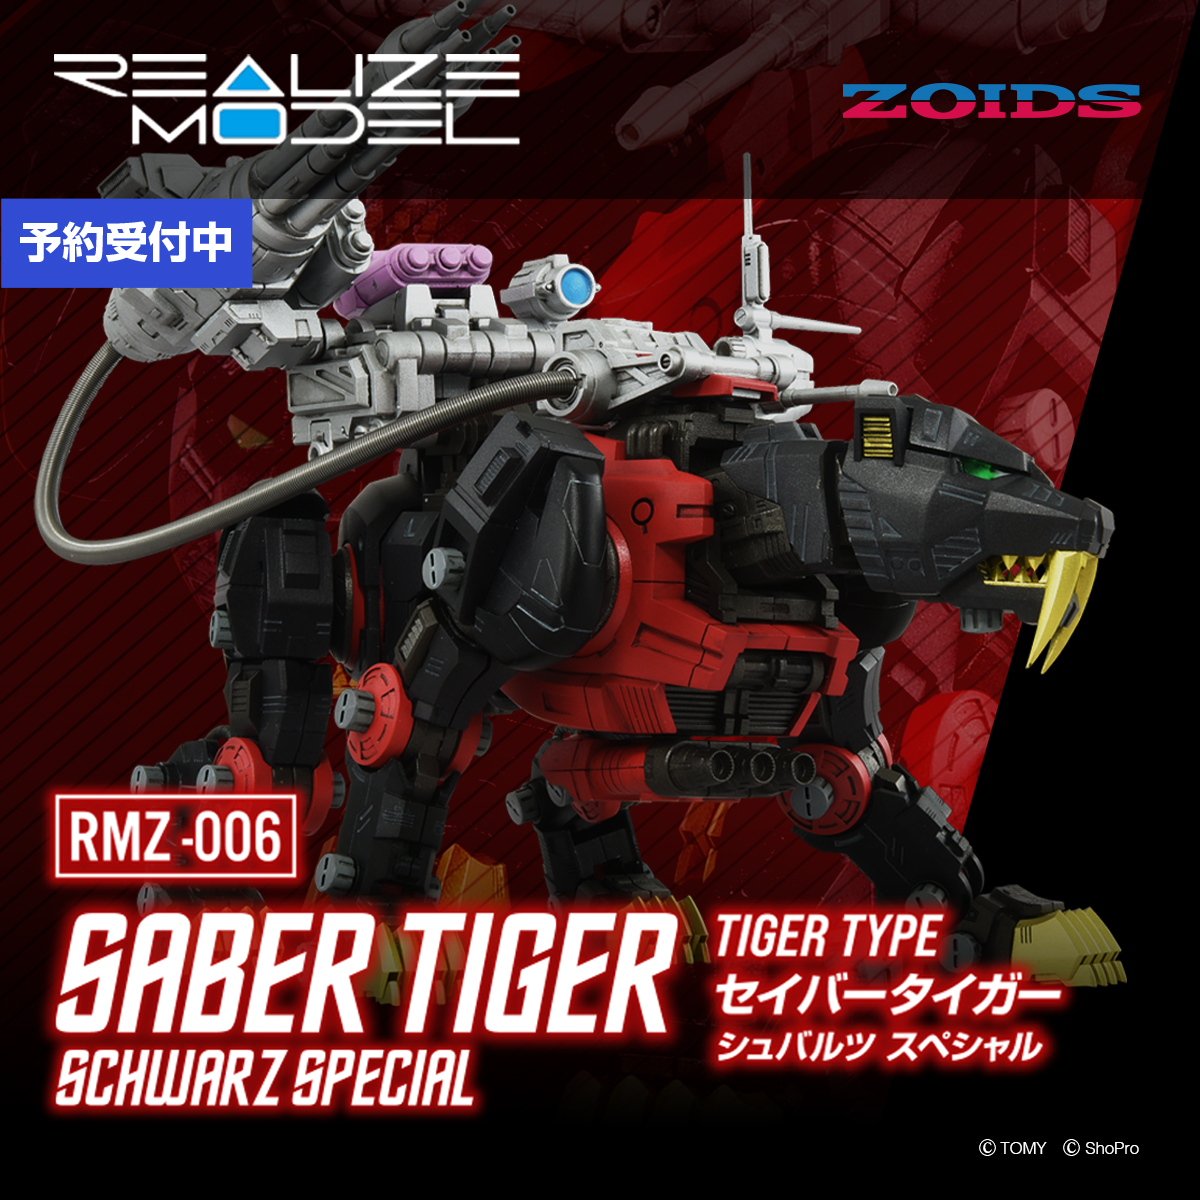 REALIZE
MODEL
ZOIDS
予約受付中
RMZ -006
SABER TIGER
SCHWARZ SPECIAL
TIGER TYPE
セイバータイガー
シュバルツ スペシャル
© TOMY © ShoPro